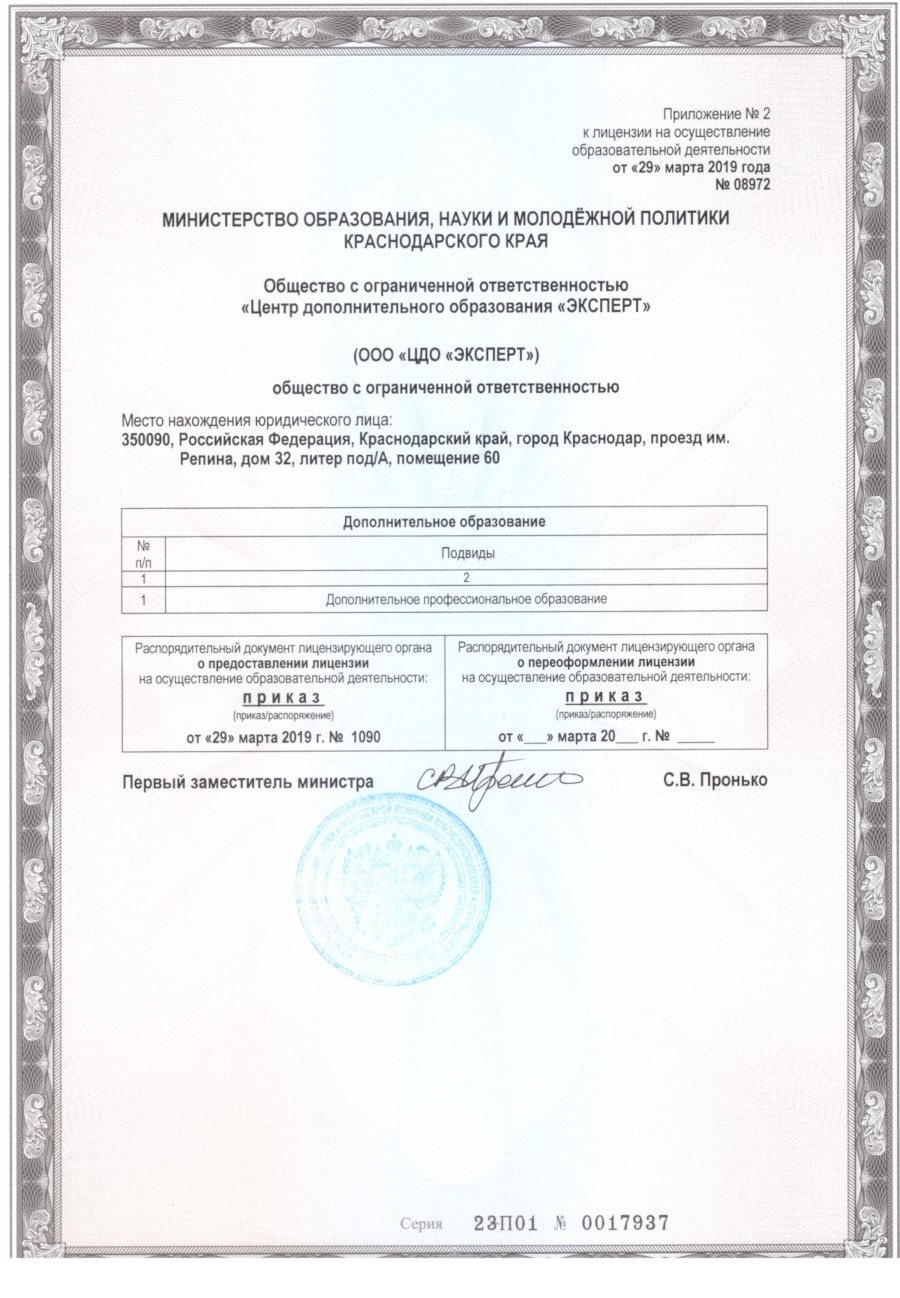 Приложение № 2
к лицензии на осуществление
образовательной деятельности
от «29» марта 2019 года
№ 08972
МИНИСТЕРСТВО ОБРАЗОВАНИЯ, НАУКИ И МОЛОДЁЖНОЙ ПОЛИТИКИ
КРАСНОДАРСКОГО КРАЯ
Общество с ограниченной ответственностью
«Центр дополнительного образования «ЭКСПЕРТ»
(ООО «ЦДО «ЭКСПЕРТ»)
общество с ограниченной ответственностью
Место нахождения юридического лица:
350090, Российская Федерация, Краснодарский край, город Краснодар, проезд им.
Репина, дом 32, литер под/А, помещение 60
Дополнительное образование
№
п/п
Подвиды
1
2
1
Дополнительное профессиональное образование
Распорядительный документ лицензирующего органа
о предоставлении лицензии
на осуществление образовательной деятельности:
приказ
(приказ/распоряжение)
от «29» марта 2019 г. № 1090
Распорядительный документ лицензирующего органа
о переоформлении лицензии
на осуществление образовательной деятельности:
приказ
(приказ/распоряжение)
от «___» марта 20___ г. № _____
Первый заместитель министра
С.В. Пронько
НАУКИ И МОЛОДЁЖНОЙ ПОЛИТИКИ КРАСНОДАРСКОГО КРАЯ
Серия 23П01 № 0017937